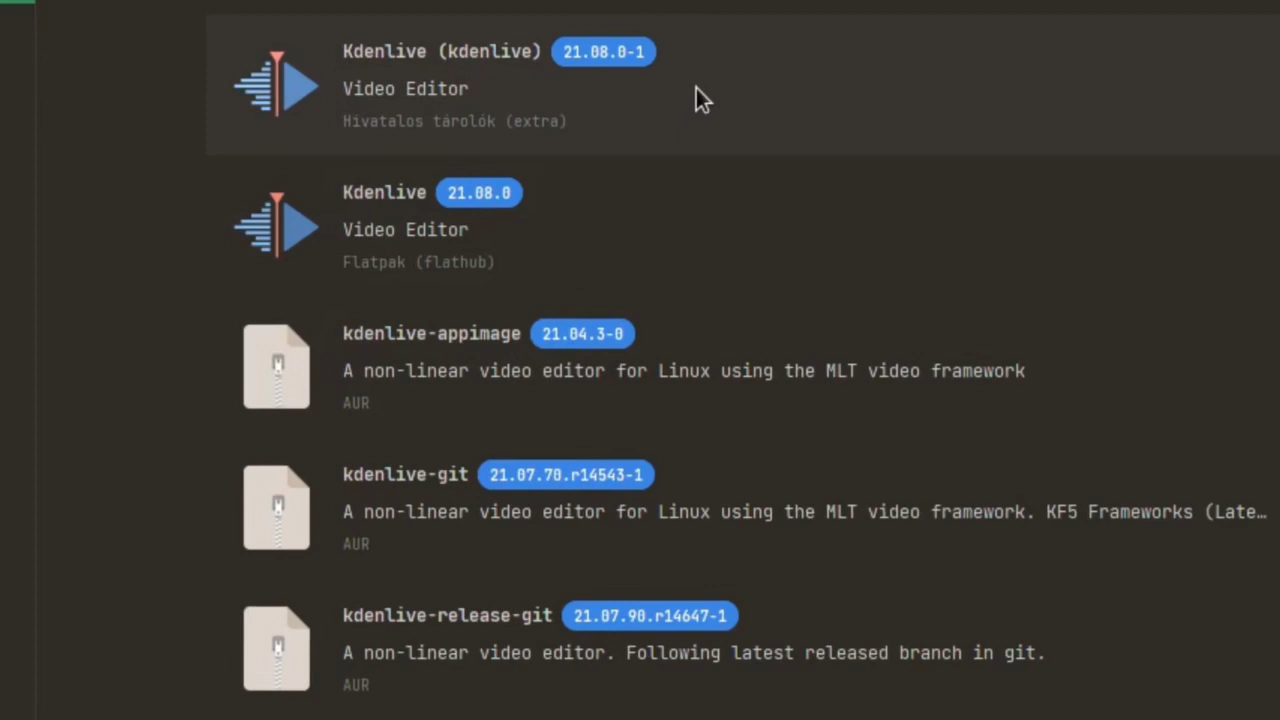 Kdenlive (kdenlive) 21.08.0-1
Video Editor
Hivatalos tárolók (extra)
Kdenlive 21.08.0
Video Editor
Flatpak (flathub)
kdenlive-appimage 21.04.3-0
A non-linear video editor for Linux using the MLT video framework
AUR
kdenlive-git 21.07.70.r14543-1
A non-linear video editor for Linux using the MLT video framework. KF5 Frameworks (Late…
AUR
kdenlive-release-git 21.07.90.r14647-1
A non-linear video editor. Following latest released branch in git.
AUR